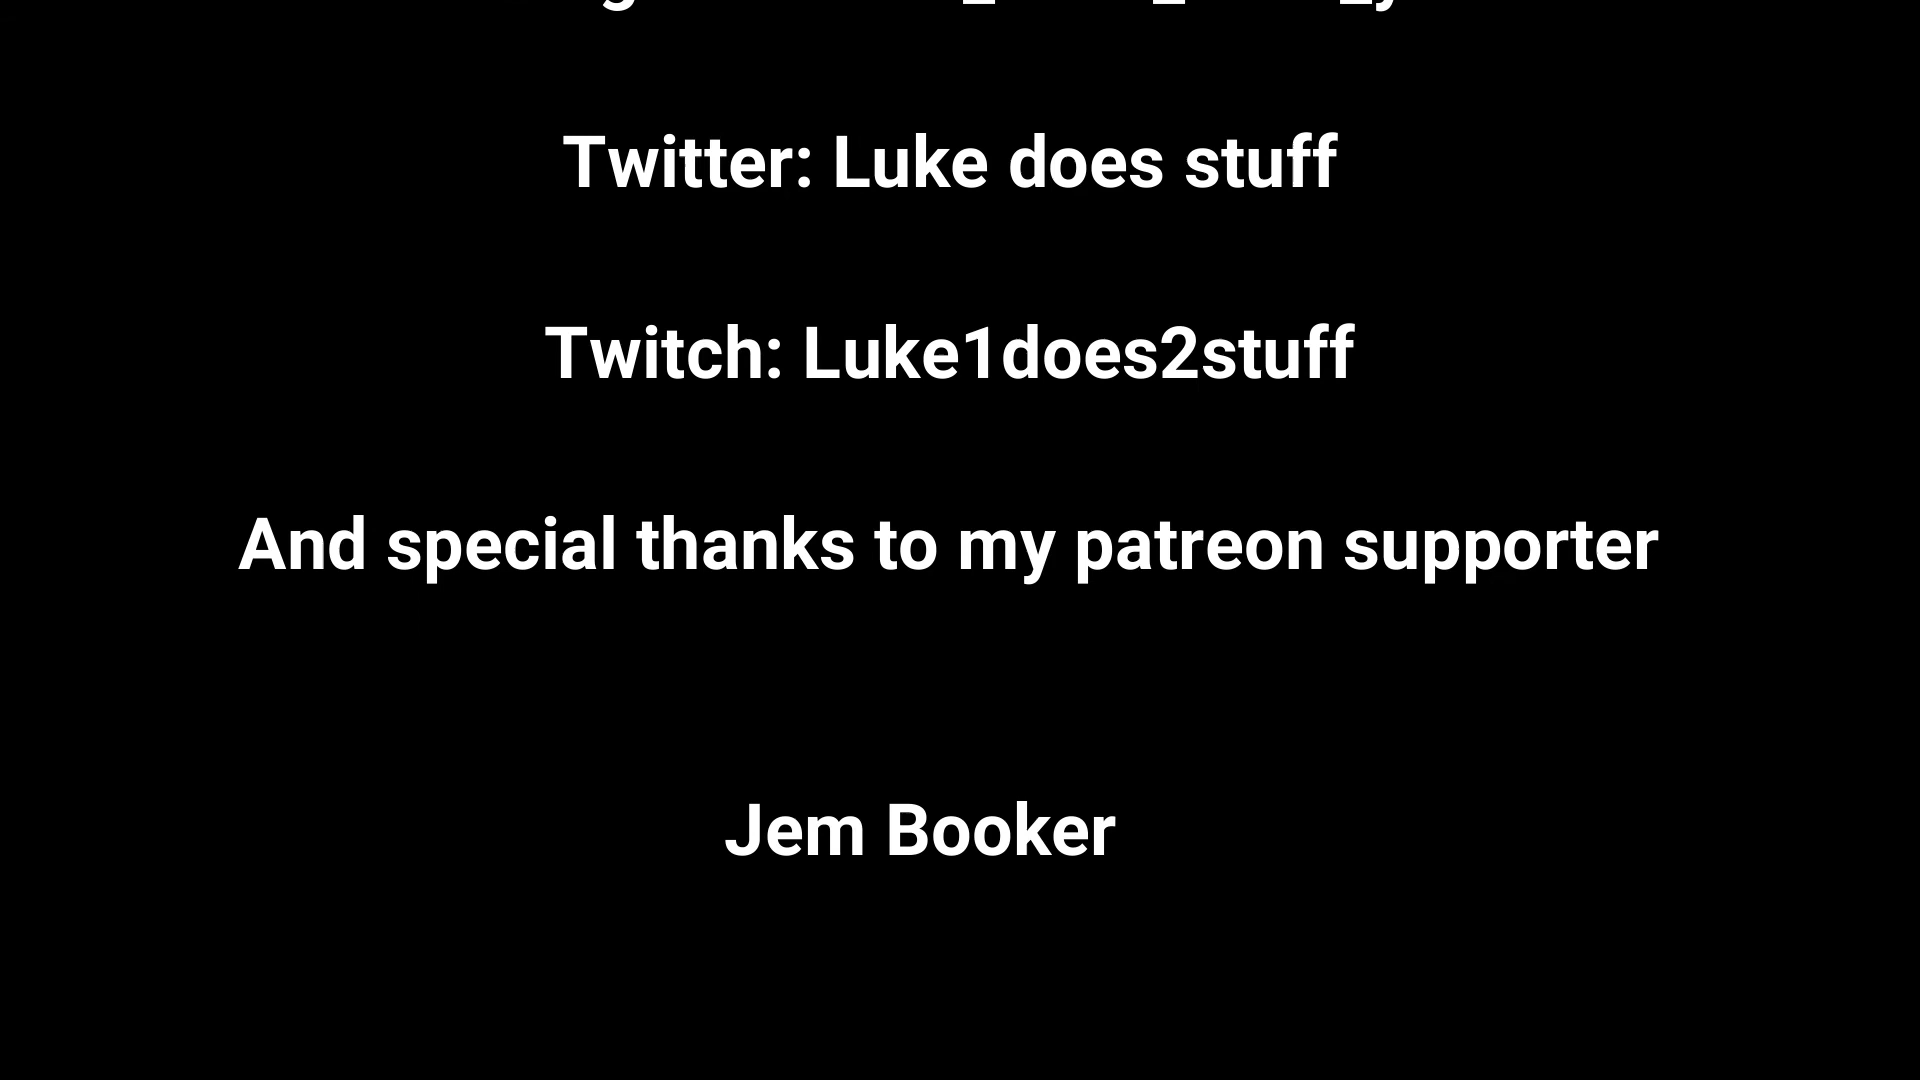 Twitter: Luke does stuff
Twitch: Luke1does2stuff
And special thanks to my patreon supporter
Jem Booker